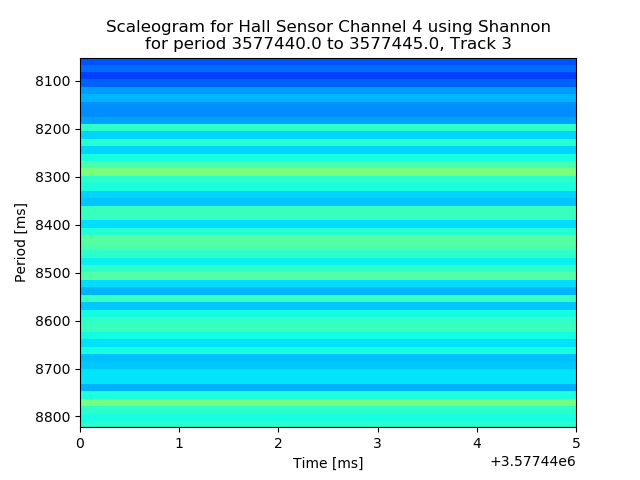 Scaleogram for Hall Sensor Channel 4 using Shannon
for period 3577440.0 to 3577445.0, Track 3
8100
8200
8300
8400
8500
8600
8700
8800
Period [ms]
0 1 2 3 4 5
Time [ms]
+3.57744e6